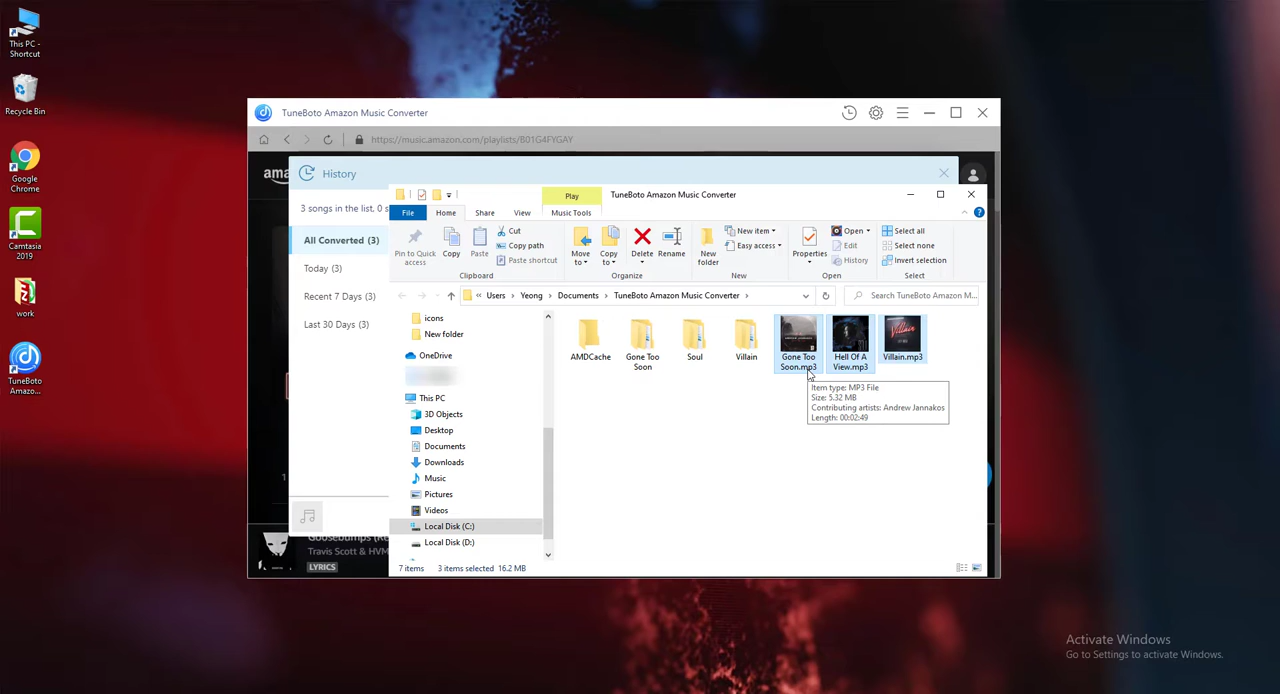 This PC -
Shortcut
Recycle Bin
Google
Chrome
Camtasia
2019
work
TuneBoto
Amazo...
TuneBoto Amazon Music Converter
https://music.amazon.com/playlists/B01G4FYGAY
ama
History
3 songs in the list, 0 s
All Converted (3)
Today (3)
Recent 7 Days (3)
Last 30 Days (3)
1
Goosebumps (Re
Travis Scott & HVM
LYRICS
Play
TuneBoto Amazon Music Converter
File
Home
Share
View
Music Tools
Pin to Quick
access
Copy
Paste
Cut
Copy path
Paste shortcut
Clipboard
Move
to
Copy
to
Delete
Rename
Organize
New
folder
New item
Easy access
New
Properties
Open
Edit
History
Open
Select all
Select none
Invert selection
Select
« Users › Yeong › Documents › TuneBoto Amazon Music Converter ›
Search TuneBoto Amazon M...
icons
New folder
OneDrive
This PC
3D Objects
Desktop
Documents
Downloads
Music
Pictures
Videos
Local Disk (C:)
Local Disk (D:)
AMDCache
Gone Too
Soon
Soul
Villain
Gone Too
Soon.mp3
Hell Of A
View.mp3
Villain.mp3
Item type: MP3 File
Size: 5.32 MB
Contributing artists: Andrew Jannakos
Length: 00:02:49
7 items
3 items selected 16.2 MB
Activate Windows
Go to Settings to activate Windows.